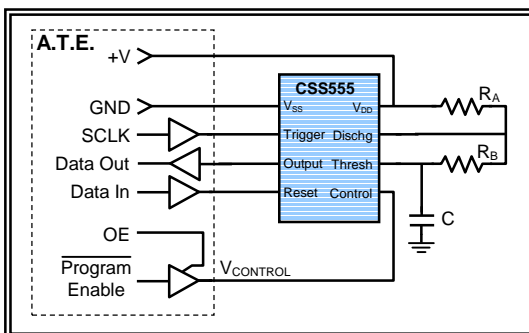 A.T.E.
+V
GND
SCLK
Data Out
Data In
OE
Program
Enable
CSS555
VSS VDD
Trigger Dischg
Output Thresh
Reset Control
VCONTROL
RA
RB
C